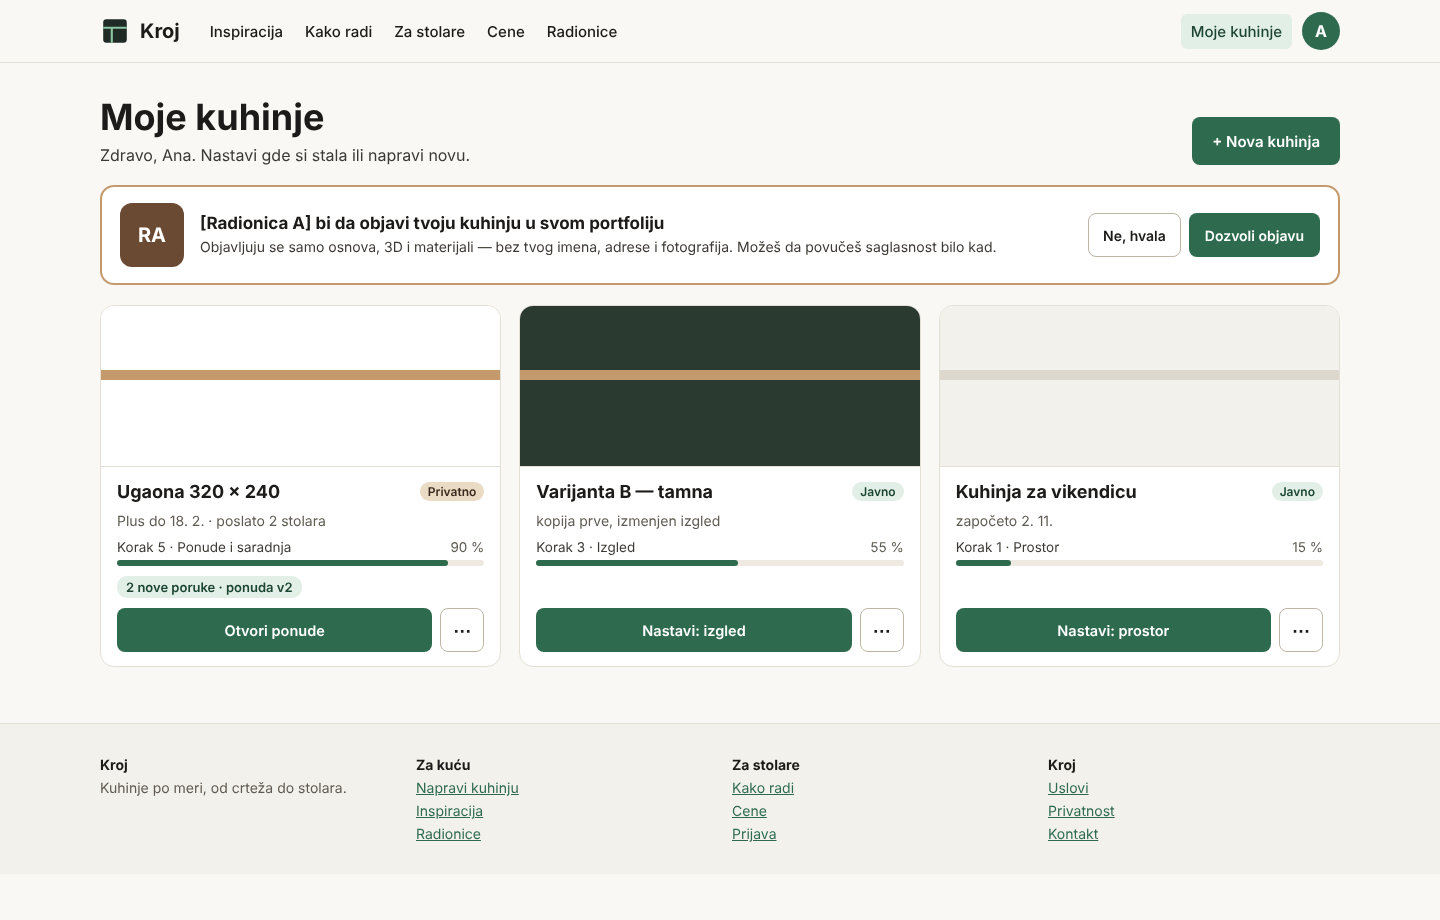 Kroj
Inspiracija
Kako radi
Za stolare
Cene
Radionice
Moje kuhinje
A
Moje kuhinje
Zdravo, Ana. Nastavi gde si stala ili napravi novu.
+ Nova kuhinja
RA
[Radionica A] bi da objavi tvoju kuhinju u svom portfoliju
Objavljuju se samo osnova, 3D i materijali — bez tvog imena, adrese i fotografija. Možeš da povučeš saglasnost bilo kad.
Ne, hvala
Dozvoli objavu
Ugaona 320 × 240
Privatno
Plus do 18. 2. · poslato 2 stolara
Korak 5 · Ponude i saradnja
90 %
2 nove poruke · ponuda v2
Otvori ponude
⋯
Varijanta B — tamna
Javno
kopija prve, izmenjen izgled
Korak 3 · Izgled
55 %
Nastavi: izgled
⋯
Kuhinja za vikendicu
Javno
započeto 2. 11.
Korak 1 · Prostor
15 %
Nastavi: prostor
⋯
Kroj
Kuhinje po meri, od crteža do stolara.
Za kuću
Napravi kuhinju
Inspiracija
Radionice
Za stolare
Kako radi
Cene
Prijava
Kroj
Uslovi
Privatnost
Kontakt